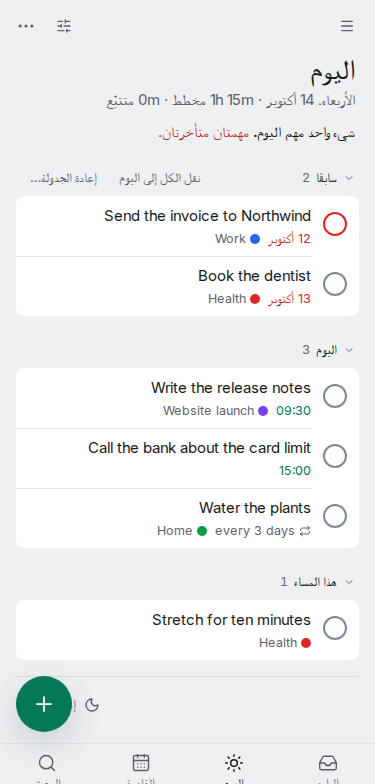 اليوم
الأربعاء، 14 أكتوبر · 1h 15m مخطط · 0m متتبّع
شيء واحد مهم اليوم. مهمتان متأخرتان.
سابقًا 2 نقل الكل إلى اليوم إعادة الجدولة...
Send the invoice to Northwind
12 أكتوبر Work
Book the dentist
13 أكتوبر Health
اليوم 3
Write the release notes
09:30 Website launch
Call the bank about the card limit
15:00
Water the plants
every 3 days Home
هذا المساء 1
Stretch for ten minutes
Health